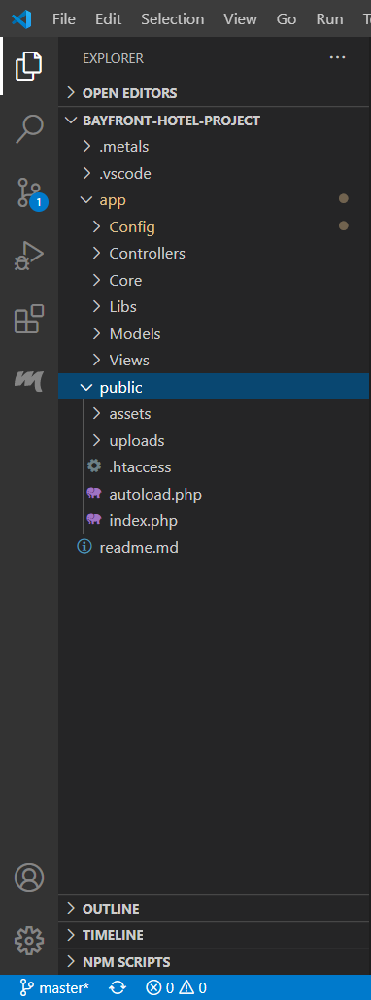 File Edit Selection View Go Run
EXPLORER ...
OPEN EDITORS
BAYFRONT-HOTEL-PROJECT
.metals
.vscode
app
Config
Controllers
Core
Libs
Models
Views
public
assets
uploads
.htaccess
autoload.php
index.php
readme.md
1
OUTLINE
TIMELINE
NPM SCRIPTS
master* 0 0